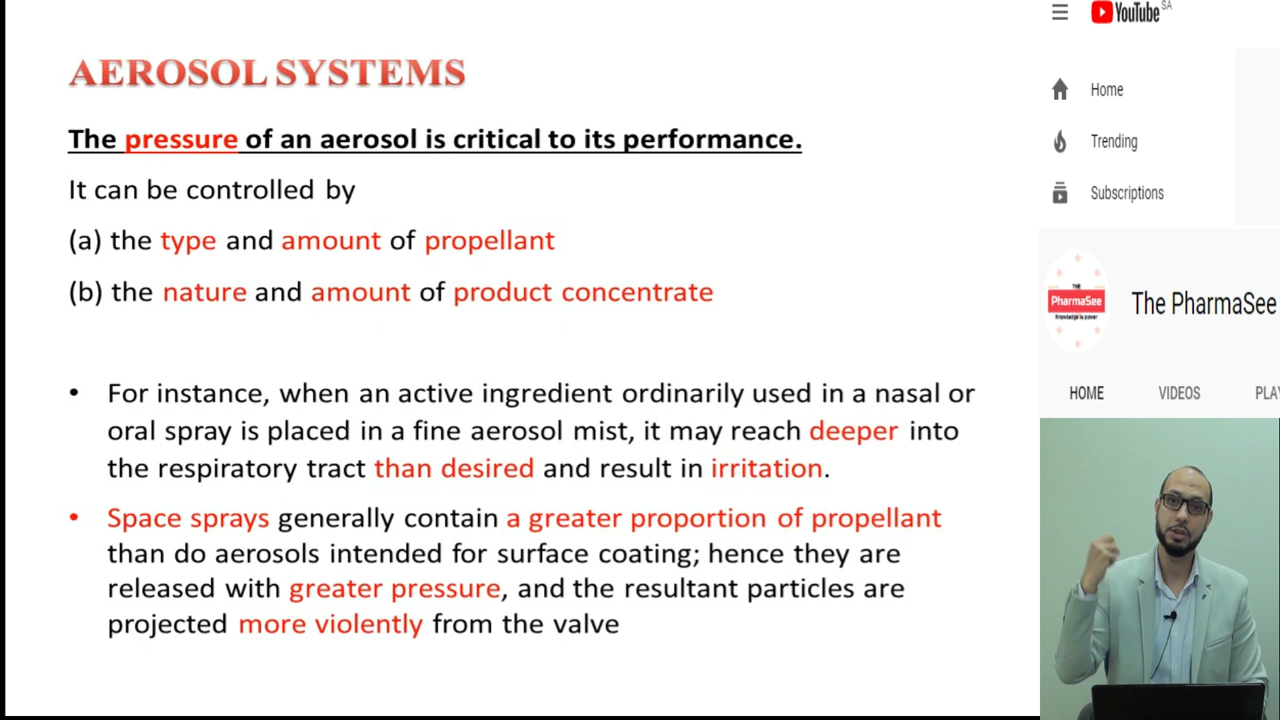 AEROSOL SYSTEMS
The pressure of an aerosol is critical to its performance.
It can be controlled by
(a) the type and amount of propellant
(b) the nature and amount of product concentrate
• For instance, when an active ingredient ordinarily used in a nasal or
oral spray is placed in a fine aerosol mist, it may reach deeper into
the respiratory tract than desired and result in irritation.
• Space sprays generally contain a greater proportion of propellant
than do aerosols intended for surface coating; hence they are
released with greater pressure, and the resultant particles are
projected more violently from the valve
YouTube SA
Home
Trending
Subscriptions
THE
PharmaSee
Knowledge is power
The PharmaSee
HOME VIDEOS PLA